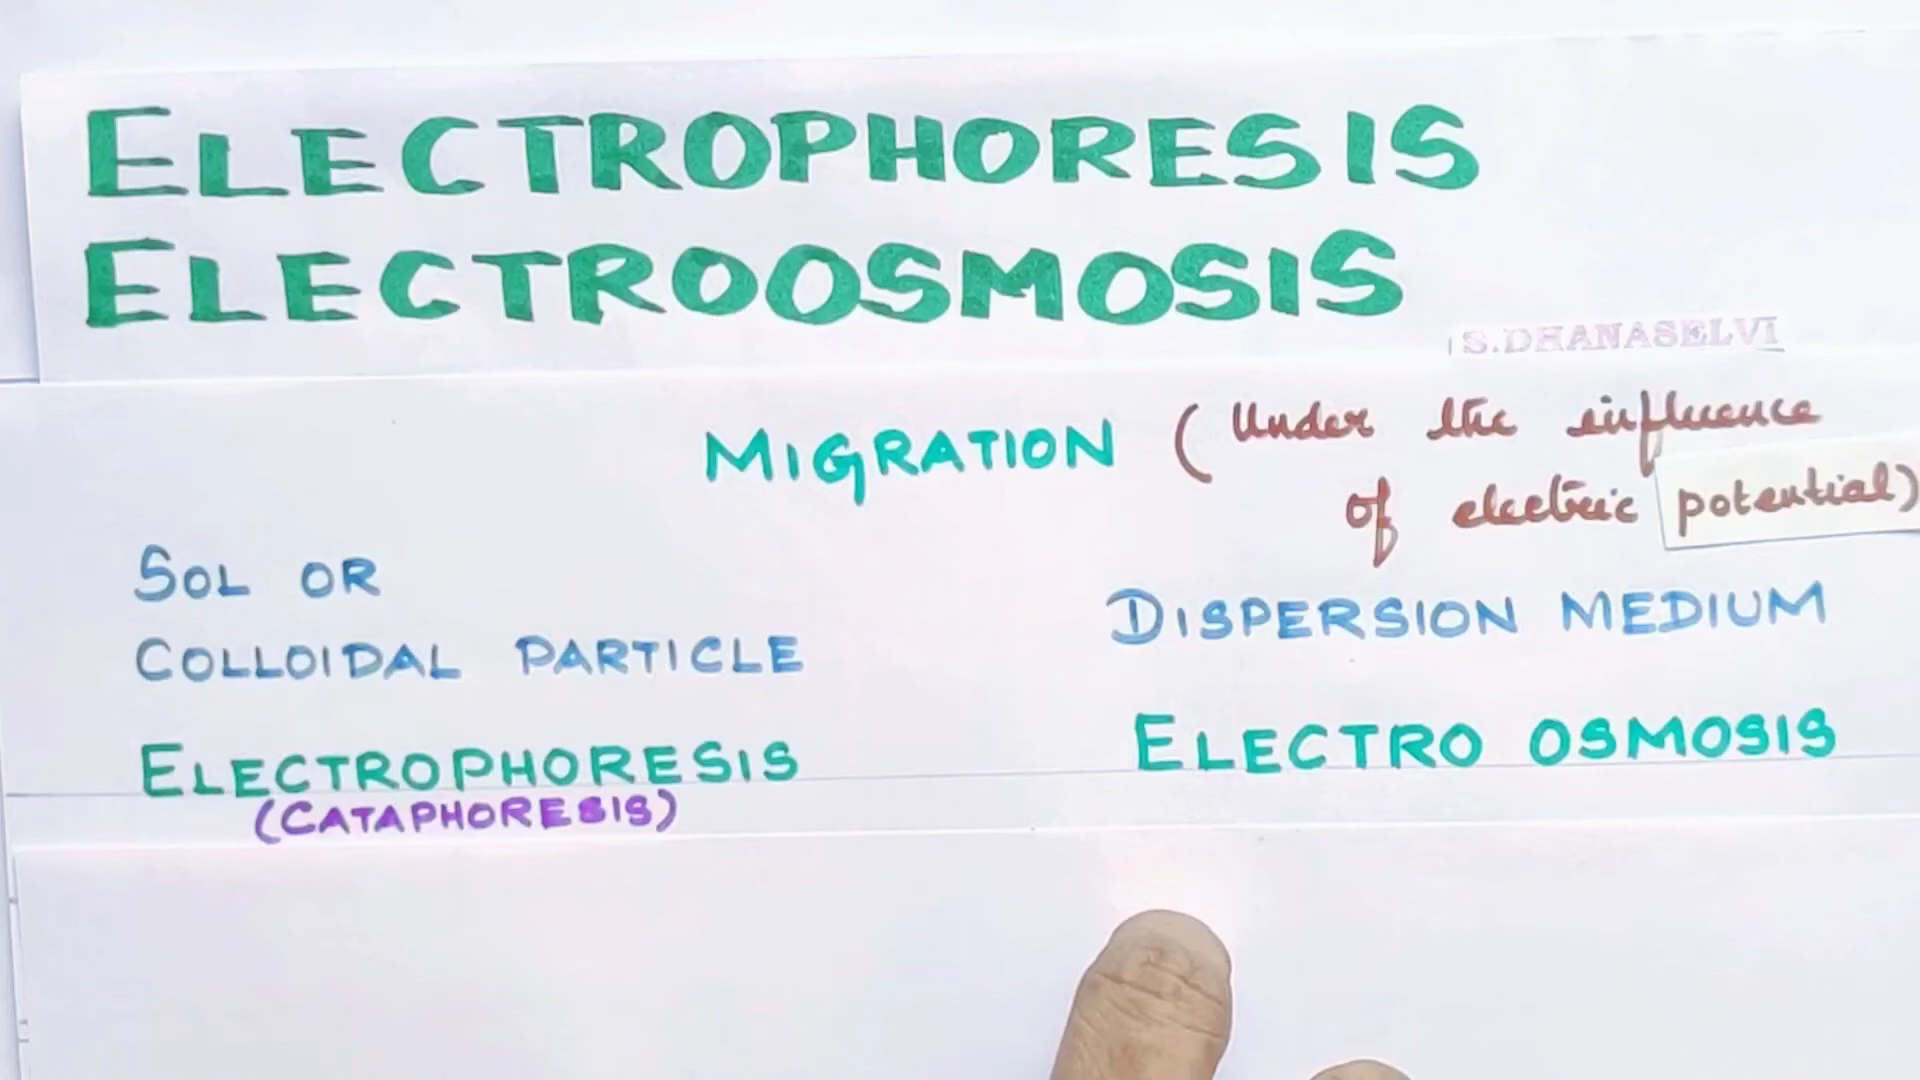 ELECTROPHORESIS
ELECTROOSMOSIS
S.DHANASELVI
MIGRATION (Under the influence
of electric potential)
SOL OR
COLLOIDAL PARTICLE
DISPERSION MEDIUM
ELECTROPHORESIS
(CATAPHORESIS)
ELECTRO OSMOSIS